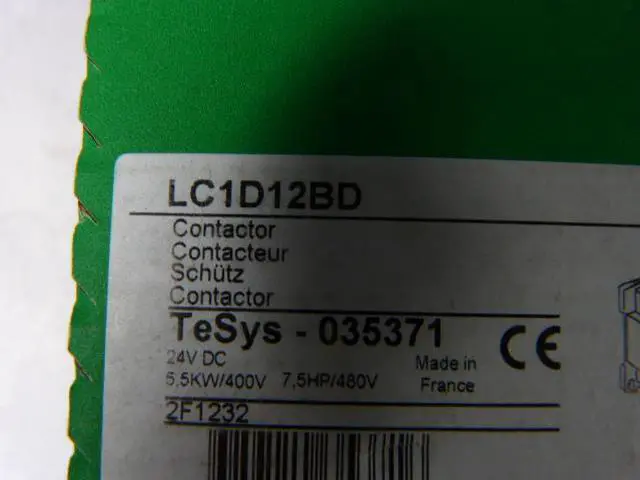 LC1D12BD
Contactor
Contacteur
Schütz
Contactor
TeSys - 035371
24V DC
5,5KW/400V 7,5HP/480V
Made in
France
CE
2F1232